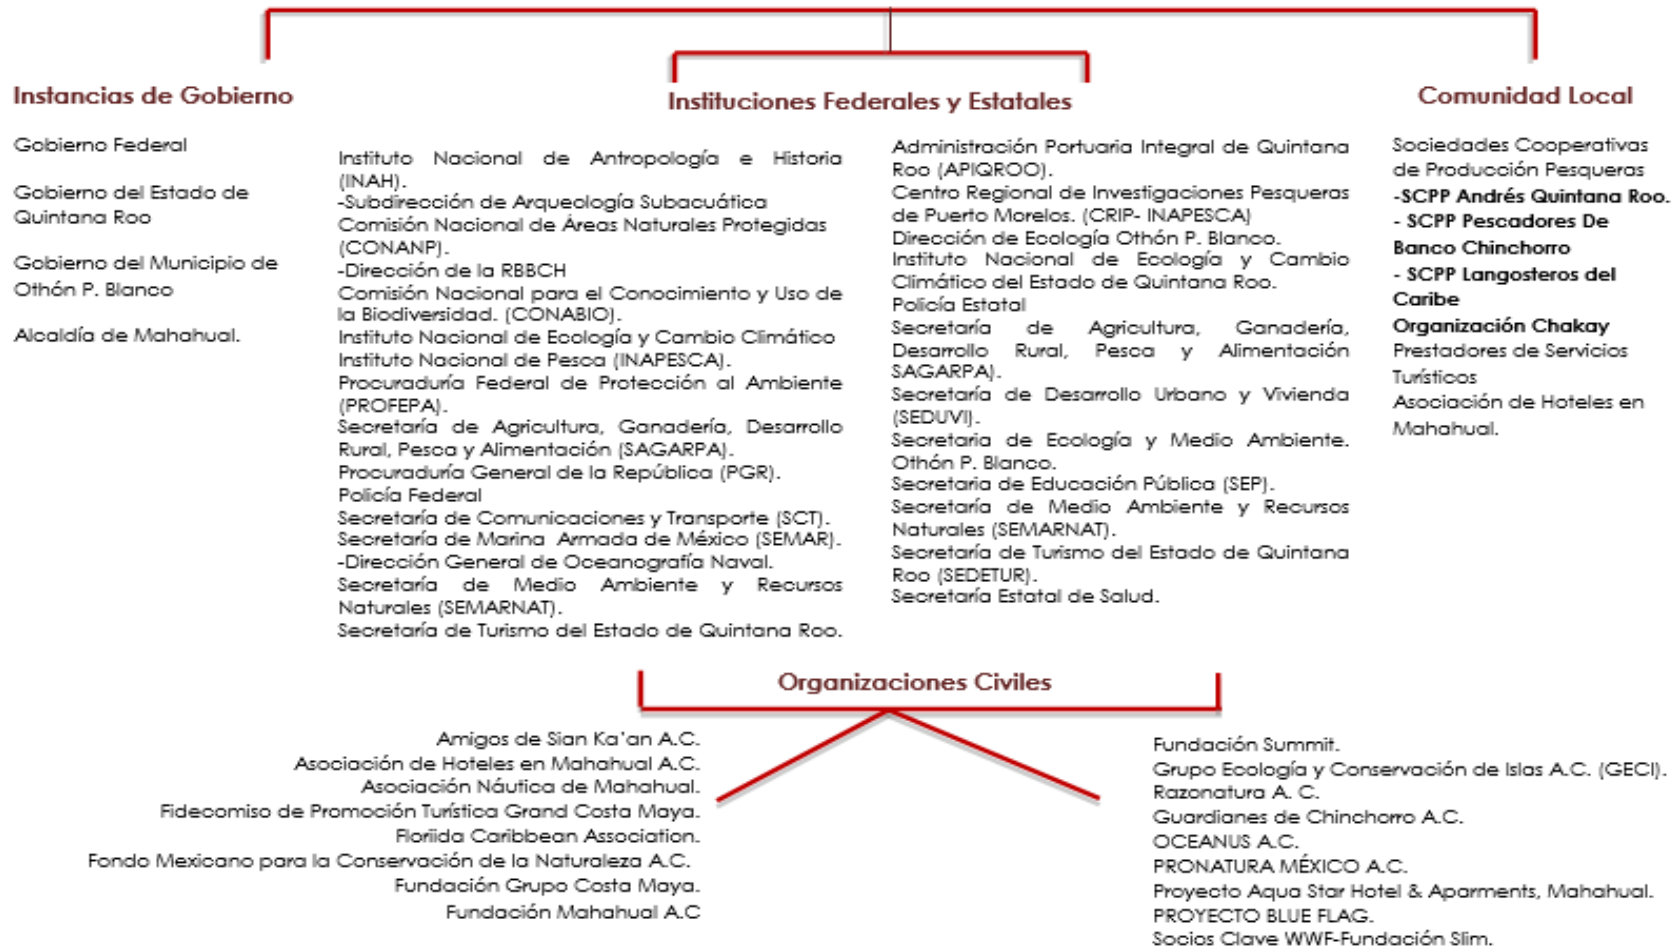 Instancias de Gobierno
Gobierno Federal
Gobierno del Estado de
Quintana Roo
Gobierno del Municipio de
Othón P. Blanco
Alcaldía de Mahahual.
Instituciones Federales y Estatales
Instituto Nacional de Antropología e Historia
(INAH).
-Subdirección de Arqueología Subacuática
Comisión Nacional de Áreas Naturales Protegidas
(CONANP).
-Dirección de la RBBCH
Comisión Nacional para el Conocimiento y Uso de
la Biodiversidad. (CONABIO).
Instituto Nacional de Ecología y Cambio Climático
Instituto Nacional de Pesca (INAPESCA).
Procuraduría Federal de Protección al Ambiente
(PROFEPA).
Secretaría de Agricultura, Ganadería, Desarrollo
Rural, Pesca y Alimentación (SAGARPA).
Procuraduría General de la República (PGR).
Policía Federal
Secretaría de Comunicaciones y Transporte (SCT).
Secretaría de Marina Armada de México (SEMAR).
-Dirección General de Oceanografía Naval.
Secretaría de Medio Ambiente y Recursos
Naturales (SEMARNAT).
Secretaría de Turismo del Estado de Quintana Roo.
Administración Portuaria Integral de Quintana
Roo (APIQROO).
Centro Regional de Investigaciones Pesqueras
de Puerto Morelos. (CRIP- INAPESCA)
Dirección de Ecología Othón P. Blanco.
Instituto Nacional de Ecología y Cambio
Climático del Estado de Quintana Roo.
Policía Estatal
Secretaría de Agricultura, Ganadería,
Desarrollo Rural, Pesca y Alimentación
SAGARPA).
Secretaría de Desarrollo Urbano y Vivienda
(SEDUVI).
Secretaria de Ecología y Medio Ambiente.
Othón P. Blanco.
Secretaria de Educación Pública (SEP).
Secretaría de Medio Ambiente y Recursos
Naturales (SEMARNAT).
Secretaría de Turismo del Estado de Quintana
Roo (SEDETUR).
Secretaría Estatal de Salud.
Comunidad Local
Sociedades Cooperativas
de Producción Pesqueras
-SCPP Andrés Quintana Roo.
- SCPP Pescadores De
Banco Chinchorro
- SCPP Langosteros del
Caribe
Organización Chakay
Prestadores de Servicios
Turísticos
Asociación de Hoteles en
Mahahual.
Organizaciones Civiles
Amigos de Sian Ka'an A.C.
Asociación de Hoteles en Mahahual A.C.
Asociación Náutica de Mahahual.
Fidecomiso de Promoción Turística Grand Costa Maya.
Floriida Caribbean Association.
Fondo Mexicano para la Conservación de la Naturaleza A.C.
Fundación Grupo Costa Maya.
Fundación Mahahual A.C
Fundación Summit.
Grupo Ecología y Conservación de Islas A.C. (GECI).
Razonatura A. C.
Guardianes de Chinchorro A.C.
OCEANUS A.C.
PRONATURA MÉXICO A.C.
Proyecto Aqua Star Hotel & Aparments, Mahahual.
PROYECTO BLUE FLAG.
Socios Clave WWF-Fundación Slim.